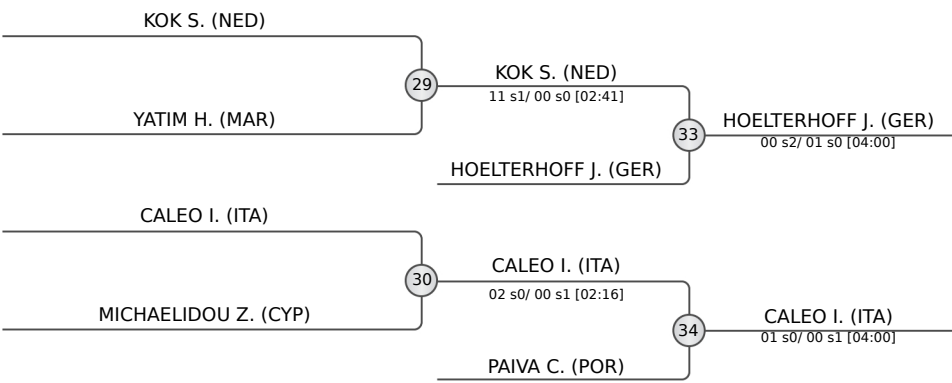 KOK S. (NED)
29
YATIM H. (MAR)
KOK S. (NED)
11 s1/ 00 s0 [02:41]
33
HOELTERHOFF J. (GER)
HOELTERHOFF J. (GER)
00 s2/ 01 s0 [04:00]
CALEO I. (ITA)
30
MICHAELIDOU Z. (CYP)
CALEO I. (ITA)
02 s0/ 00 s1 [02:16]
34
PAIVA C. (POR)
CALEO I. (ITA)
01 s0/ 00 s1 [04:00]